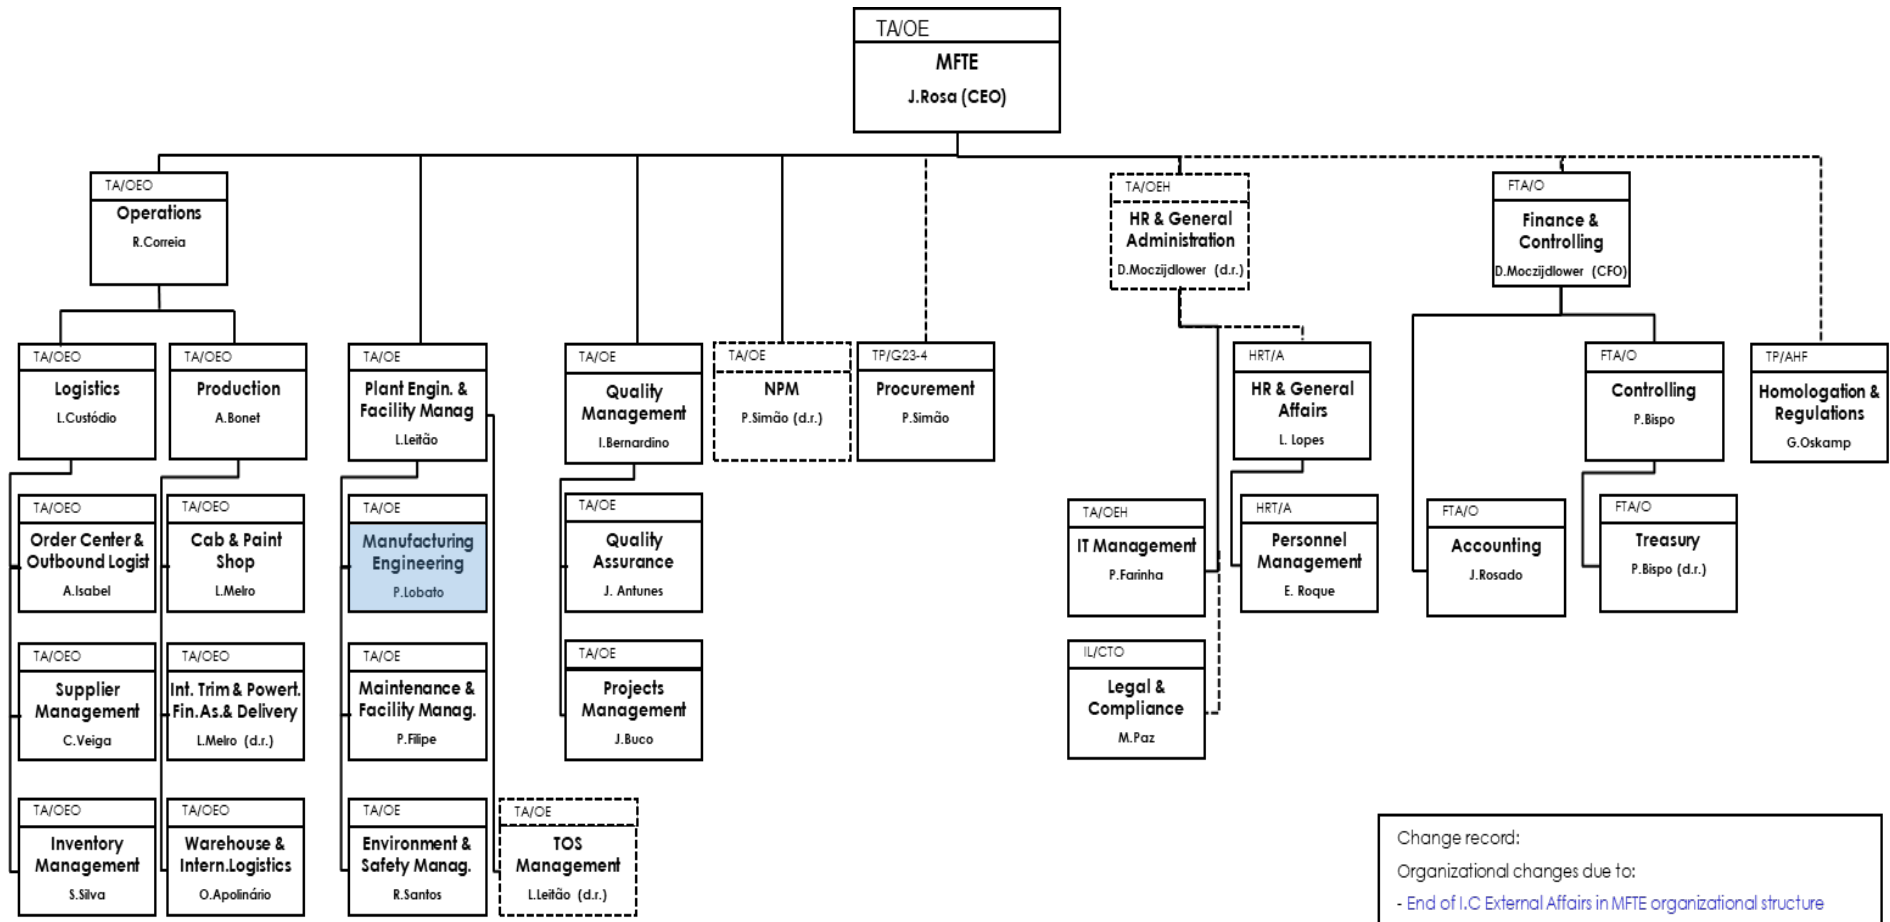 TA/OE
MFTE
J.Rosa (CEO)
TA/OEO
Operations
R.Correia
TA/OEH
HR & General
Administration
D.Moczijdlower (d.r.)
FTA/O
Finance &
Controlling
D.Moczijdlower (CFO)
TA/OEO
Logistics
L.Custódio
TA/OEO
Production
A.Bonet
TA/OE
Plant Engin. &
Facility Manag
L.Leitão
TA/OE
Quality
Management
I.Bernardino
TA/OE
NPM
P.Simão (d.r.)
TP/G23-4
Procurement
P.Simão
HRT/A
HR & General
Affairs
L. Lopes
FTA/O
Controlling
P.Bispo
TP/AHF
Homologation &
Regulations
G.Oskamp
TA/OEO
Order Center &
Outbound Logist
A.Isabel
TA/OEO
Cab & Paint
Shop
L.Melro
TA/OE
Manufacturing
Engineering
P.Lobato
TA/OE
Quality
Assurance
J. Antunes
TA/OEH
IT Management
P.Farinha
HRT/A
Personnel
Management
E. Roque
FTA/O
Accounting
J.Rosado
FTA/O
Treasury
P.Bispo (d.r.)
TA/OEO
Supplier
Management
C.Veiga
TA/OEO
Int. Trim & Powert.
Fin.As.& Delivery
L.Melro (d.r.)
TA/OE
Maintenance &
Facility Manag.
P.Filipe
TA/OE
Projects
Management
J.Buco
IL/CTO
Legal &
Compliance
M.Paz
TA/OEO
Inventory
Management
S.Silva
TA/OEO
Warehouse &
Intern.Logistics
O.Apolinário
TA/OE
Environment &
Safety Manag.
R.Santos
TA/OE
TOS
Management
L.Leitão (d.r.)
Change record:
Organizational changes due to:
- End of I.C External Affairs in MFTE organizational structure